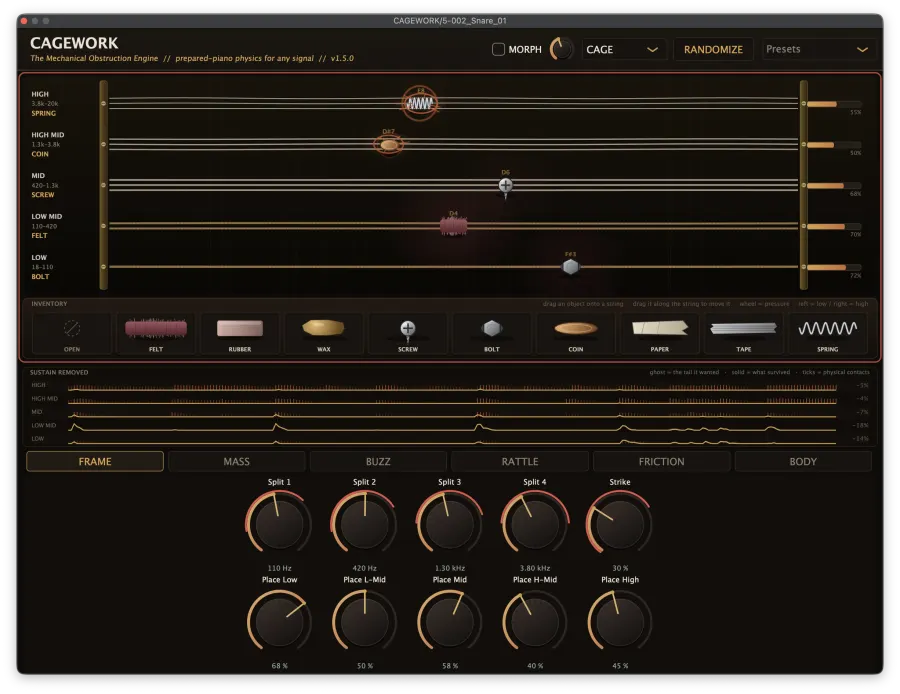 CAGEWORK/5-002_Snare_01
CAGEWORK
The Mechanical Obstruction Engine // prepared-piano physics for any signal // v1.5.0
MORPH
CAGE
RANDOMIZE
Presets
HIGH
3.8k-20k
SPRING
55%
HIGH MID
1.3k-3.8k
COIN
D#7
50%
MID
420-1.3k
SCREW
D6
68%
LOW MID
110-420
FELT
D4
70%
LOW
18-110
BOLT
F#3
72%
INVENTORY
drag an object onto a string · drag it along the string to move it · wheel = pressure · left = low / right = high
OPEN
FELT
RUBBER
WAX
SCREW
BOLT
COIN
PAPER
TAPE
SPRING
SUSTAIN REMOVED
ghost = the tail it wanted · solid = what survived · ticks = physical contacts
HIGH
-5%
HIGH MID
-4%
MID
-7%
LOW MID
-18%
LOW
-14%
FRAME
MASS
BUZZ
RATTLE
FRICTION
BODY
Split 1
Split 2
Split 3
Split 4
Strike
110 Hz
420 Hz
1.30 kHz
3.80 kHz
30 %
Place Low
Place L-Mid
Place Mid
Place H-Mid
Place High
68 %
50 %
58 %
40 %
45 %